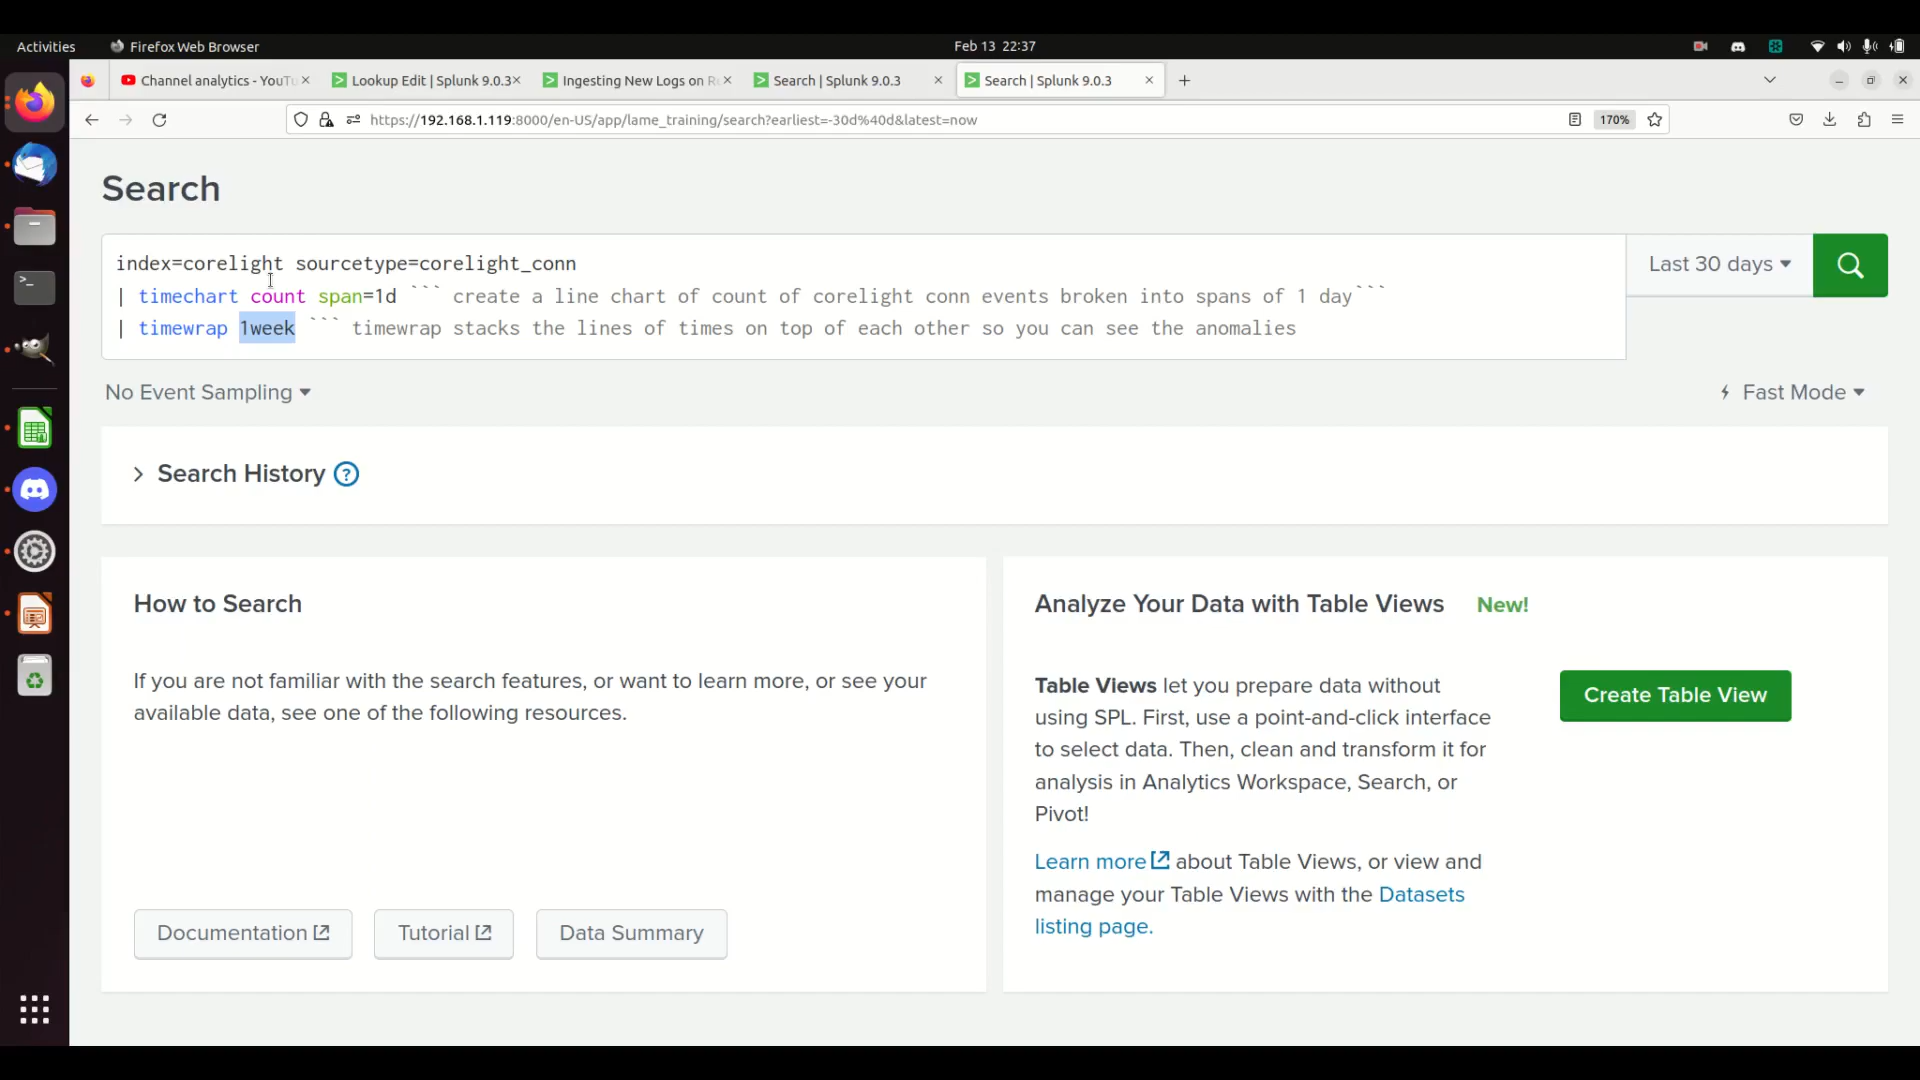 Activities
Firefox Web Browser
Feb 13 22:37
Channel analytics - YouTu
Lookup Edit | Splunk 9.0.3
Ingesting New Logs on R
Search | Splunk 9.0.3
Search | Splunk 9.0.3
https://192.168.1.119:8000/en-US/app/lame_training/search?earliest=-30d%40d&latest=now
170%
Search
index=corelight sourcetype=corelight_conn
| timechart count span=1d ``` create a line chart of count of corelight conn events broken into spans of 1 day```
| timewrap 1week ``` timewrap stacks the lines of times on top of each other so you can see the anomalies
Last 30 days
No Event Sampling
Fast Mode
Search History ?
How to Search
If you are not familiar with the search features, or want to learn more, or see your
available data, see one of the following resources.
Documentation
Tutorial
Data Summary
Analyze Your Data with Table Views New!
Table Views let you prepare data without
using SPL. First, use a point-and-click interface
to select data. Then, clean and transform it for
analysis in Analytics Workspace, Search, or
Pivot!
Create Table View
Learn more about Table Views, or view and
manage your Table Views with the Datasets
listing page.